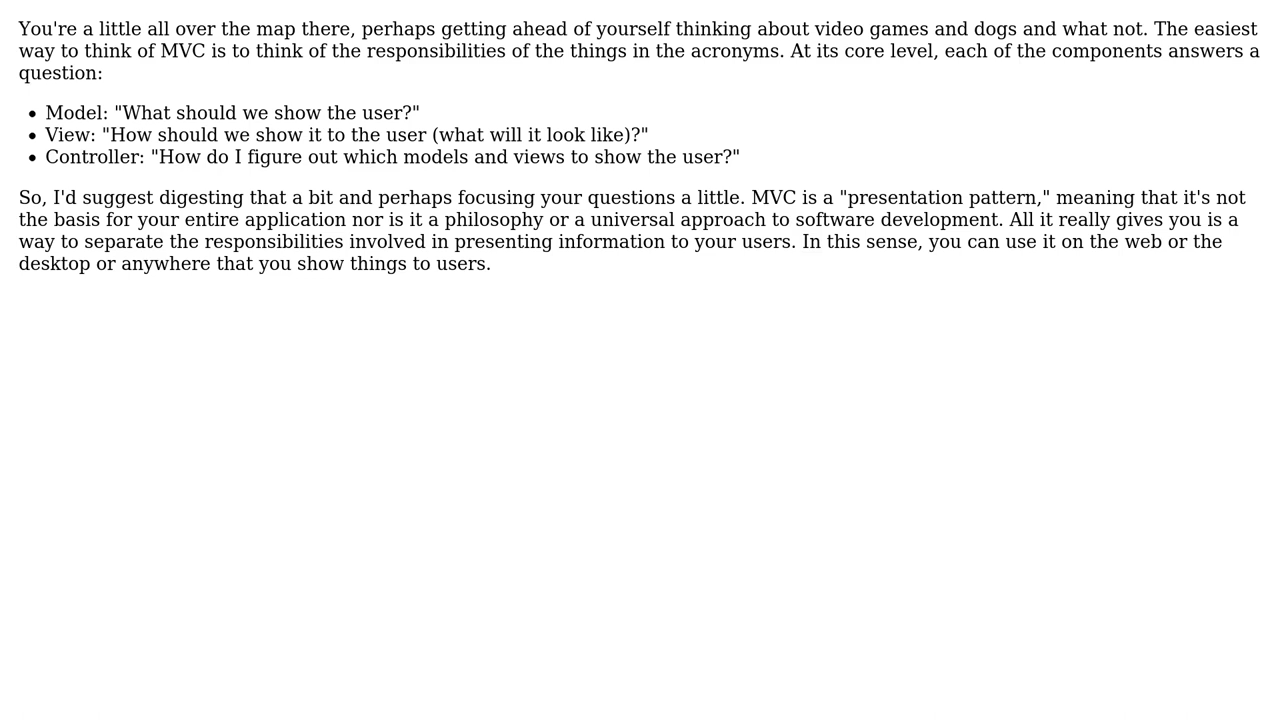 You're a little all over the map there, perhaps getting ahead of yourself thinking about video games and dogs and what not. The easiest
way to think of MVC is to think of the responsibilities of the things in the acronyms. At its core level, each of the components answers a
question:
• Model: "What should we show the user?"
• View: "How should we show it to the user (what will it look like)?"
• Controller: "How do I figure out which models and views to show the user?"
So, I'd suggest digesting that a bit and perhaps focusing your questions a little. MVC is a "presentation pattern," meaning that it's not
the basis for your entire application nor is it a philosophy or a universal approach to software development. All it really gives you is a
way to separate the responsibilities involved in presenting information to your users. In this sense, you can use it on the web or the
desktop or anywhere that you show things to users.